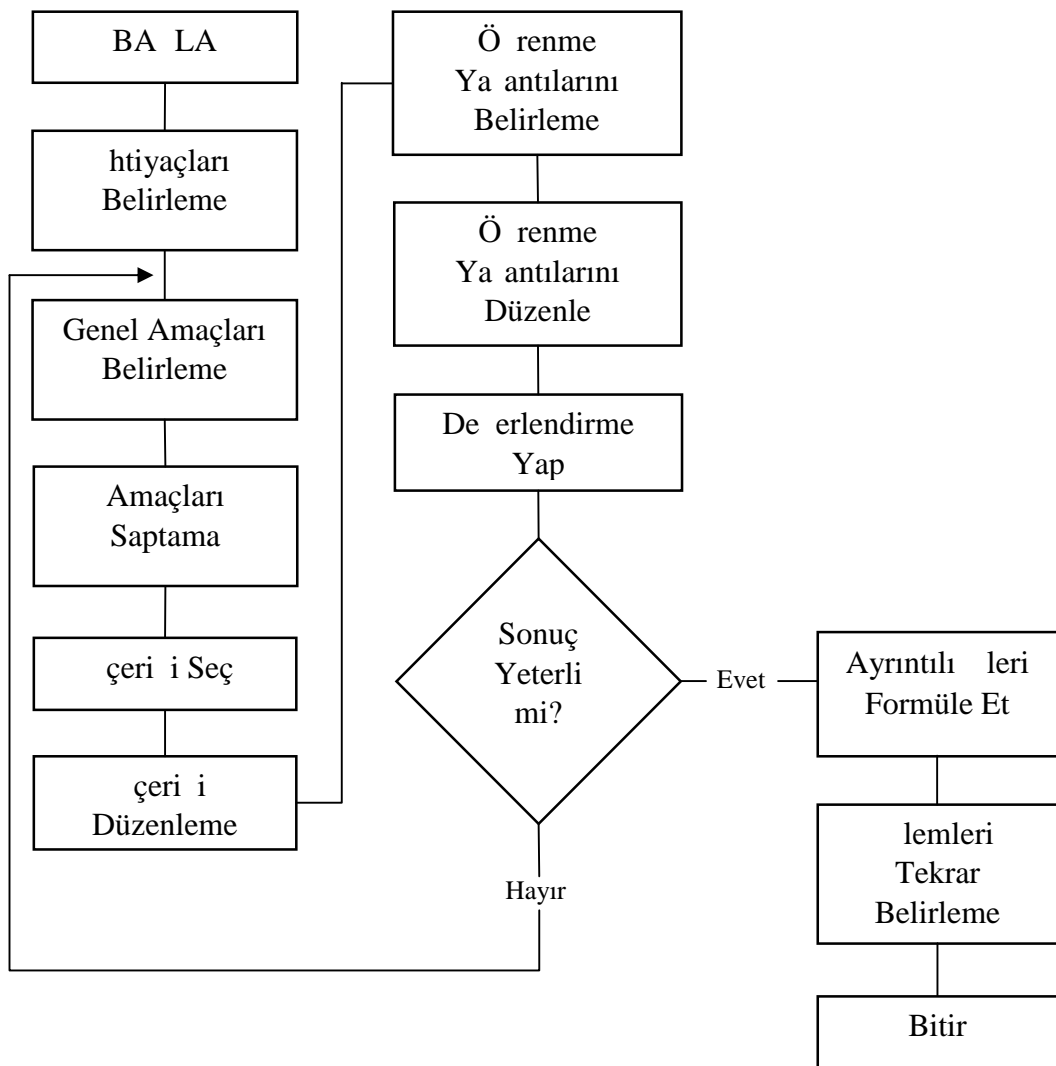 BA LA
htiyaçları
Belirleme
Genel Amaçları
Belirleme
Amaçları
Saptama
çeri i Seç
çeri i
Düzenleme
Ö renme
Ya antılarını
Belirleme
Ö renme
Ya antılarını
Düzenle
De erlendirme
Yap
Sonuç
Yeterli
mi?
Evet
Hayır
Ayrıntılı leri
Formüle Et
lemleri
Tekrar
Belirleme
Bitir